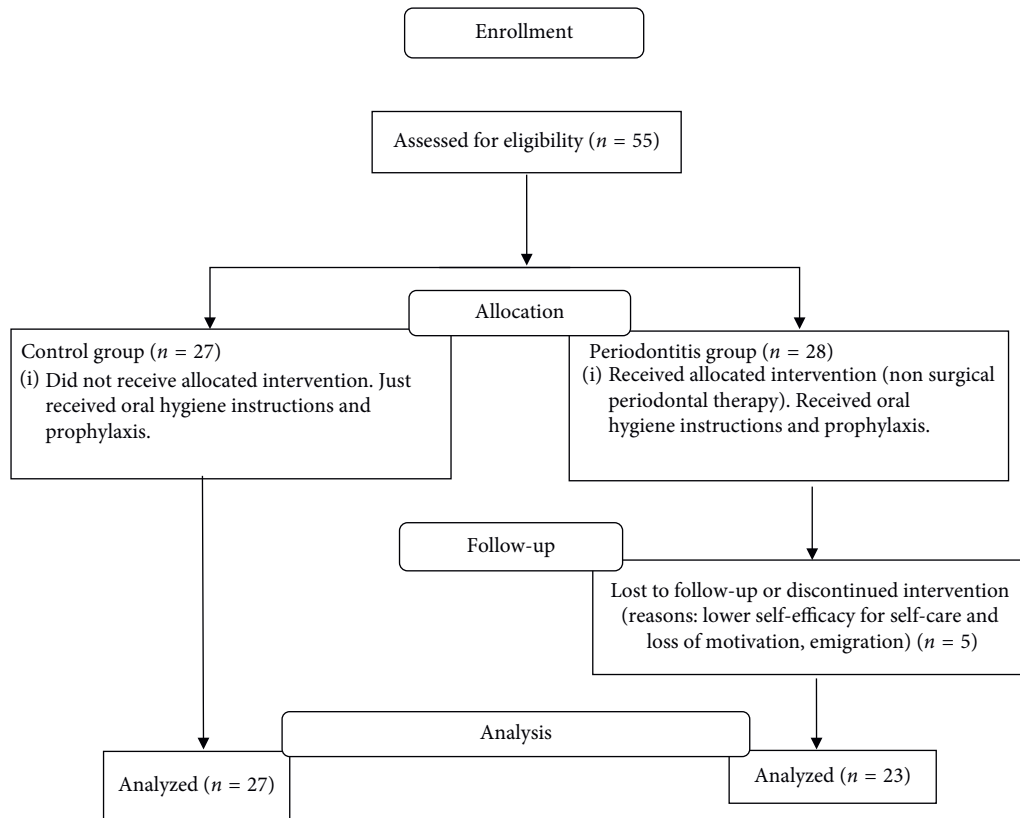 Enrollment
Assessed for eligibility (n = 55)
Allocation
Control group (n = 27)
(i) Did not receive allocated intervention. Just
received oral hygiene instructions and
prophylaxis.
Periodontitis group (n = 28)
(i) Received allocated intervention (non surgical
periodontal therapy). Received oral
hygiene instructions and prophylaxis.
Follow-up
Lost to follow-up or discontinued intervention
(reasons: lower self-efficacy for self-care and
loss of motivation, emigration) (n = 5)
Analysis
Analyzed (n = 27)
Analyzed (n = 23)